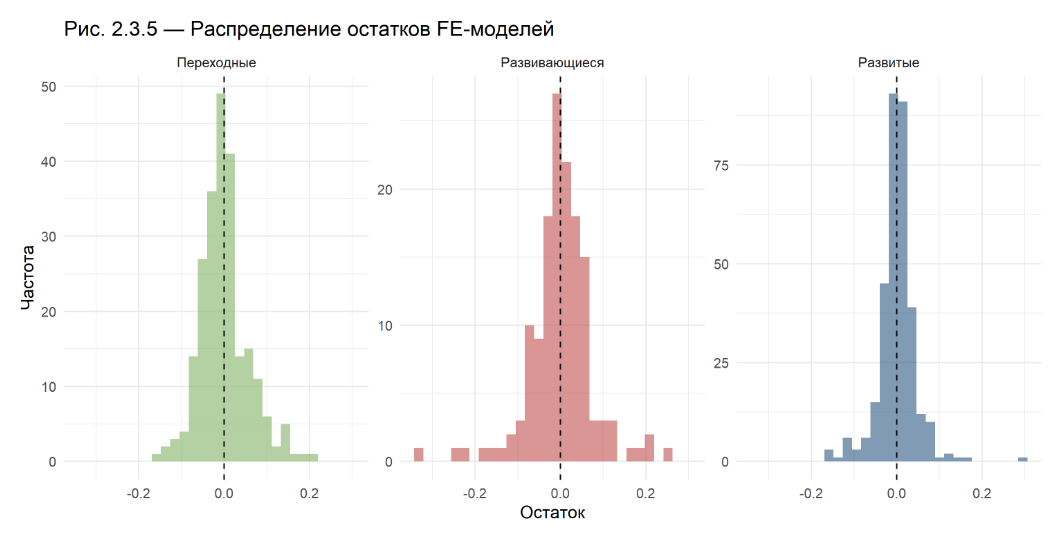 Рис. 2.3.5 — Распределение остатков FE-моделей
Переходные
Развивающиеся
Развитые
Частота
50
40
30
20
10
0
20
10
0
75
50
25
0
-0.2 0.0 0.2
-0.2 0.0 0.2
-0.2 0.0 0.2
Остаток